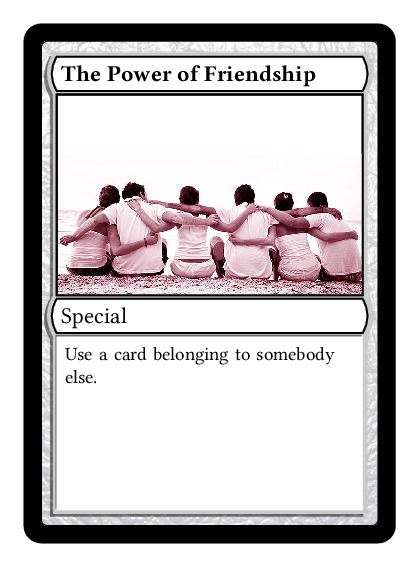 The Power of Friendship
Special
Use a card belonging to somebody
else.